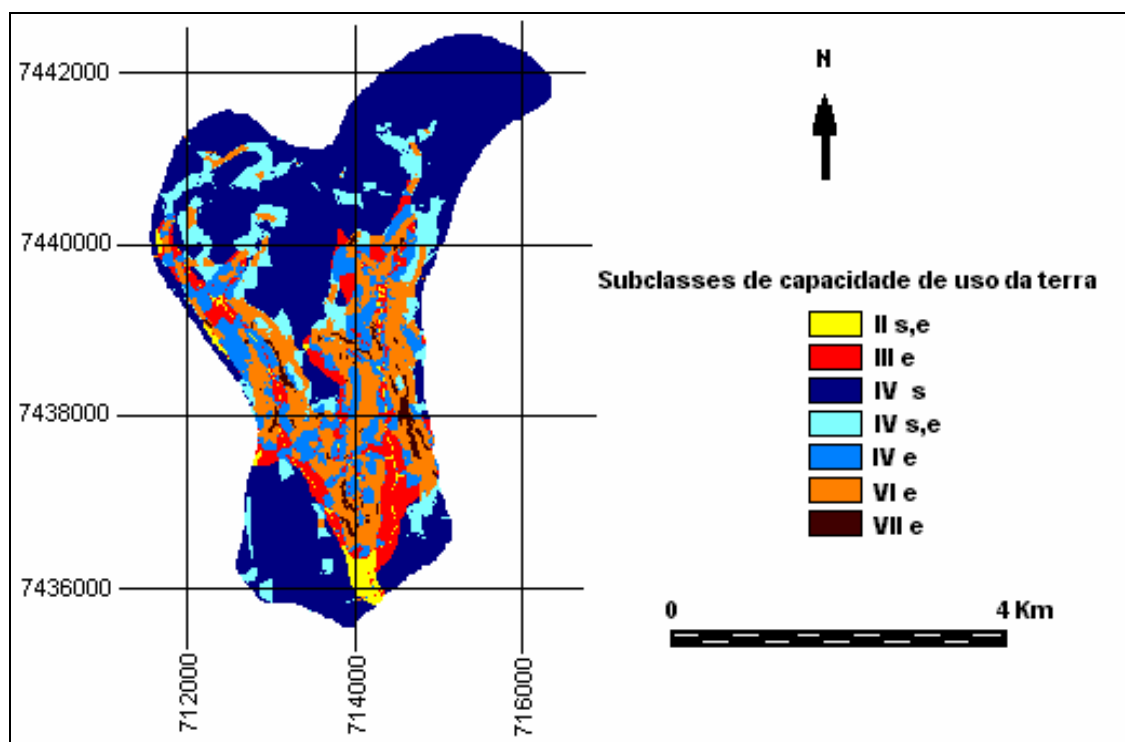 7442000
7440000
7438000
7436000
712000
714000
716000
N
Subclasses de capacidade de uso da terra
II s,e
III e
IV s
IV s,e
IV e
VI e
VII e
0 4 Km